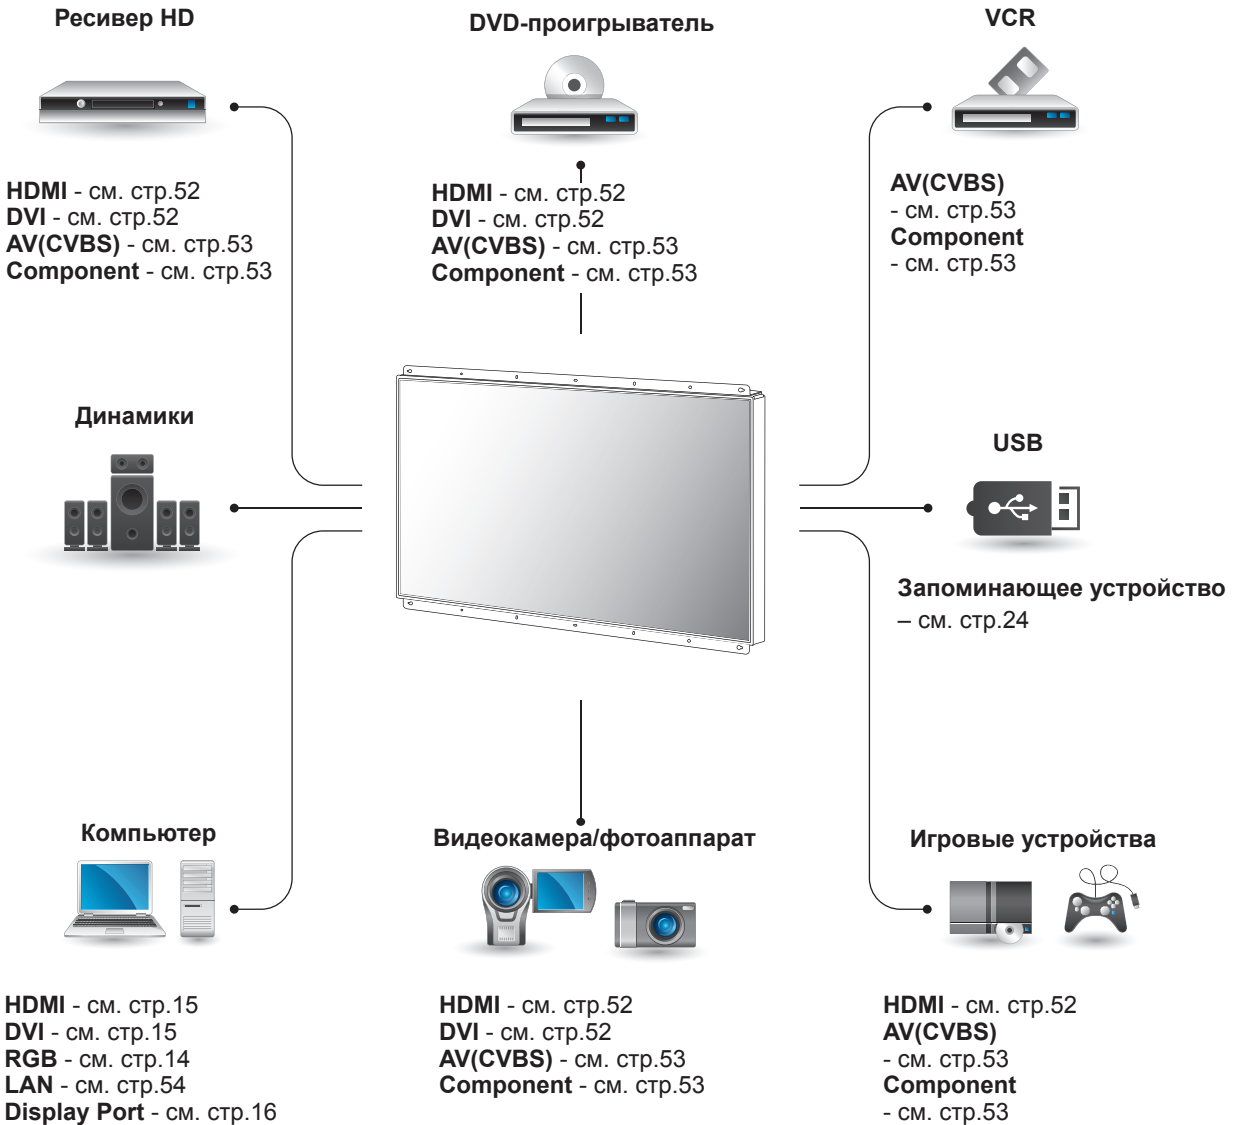 Ресивер HD
HDMI - см. стр.52
DVI - см. стр.52
AV(CVBS) - см. стр.53
Component - см. стр.53
DVD-проигрыватель
HDMI - см. стр.52
DVI - см. стр.52
AV(CVBS) - см. стр.53
Component - см. стр.53
VCR
AV(CVBS)
- см. стр.53
Component
- см. стр.53
Динамики
USB
Запоминающее устройство
– см. стр.24
Компьютер
HDMI - см. стр.15
DVI - см. стр.15
RGB - см. стр.14
LAN - см. стр.54
Display Port - см. стр.16
Видеокамера/фотоаппарат
HDMI - см. стр.52
DVI - см. стр.52
AV(CVBS) - см. стр.53
Component - см. стр.53
Игровые устройства
HDMI - см. стр.52
AV(CVBS)
- см. стр.53
Component
- см. стр.53